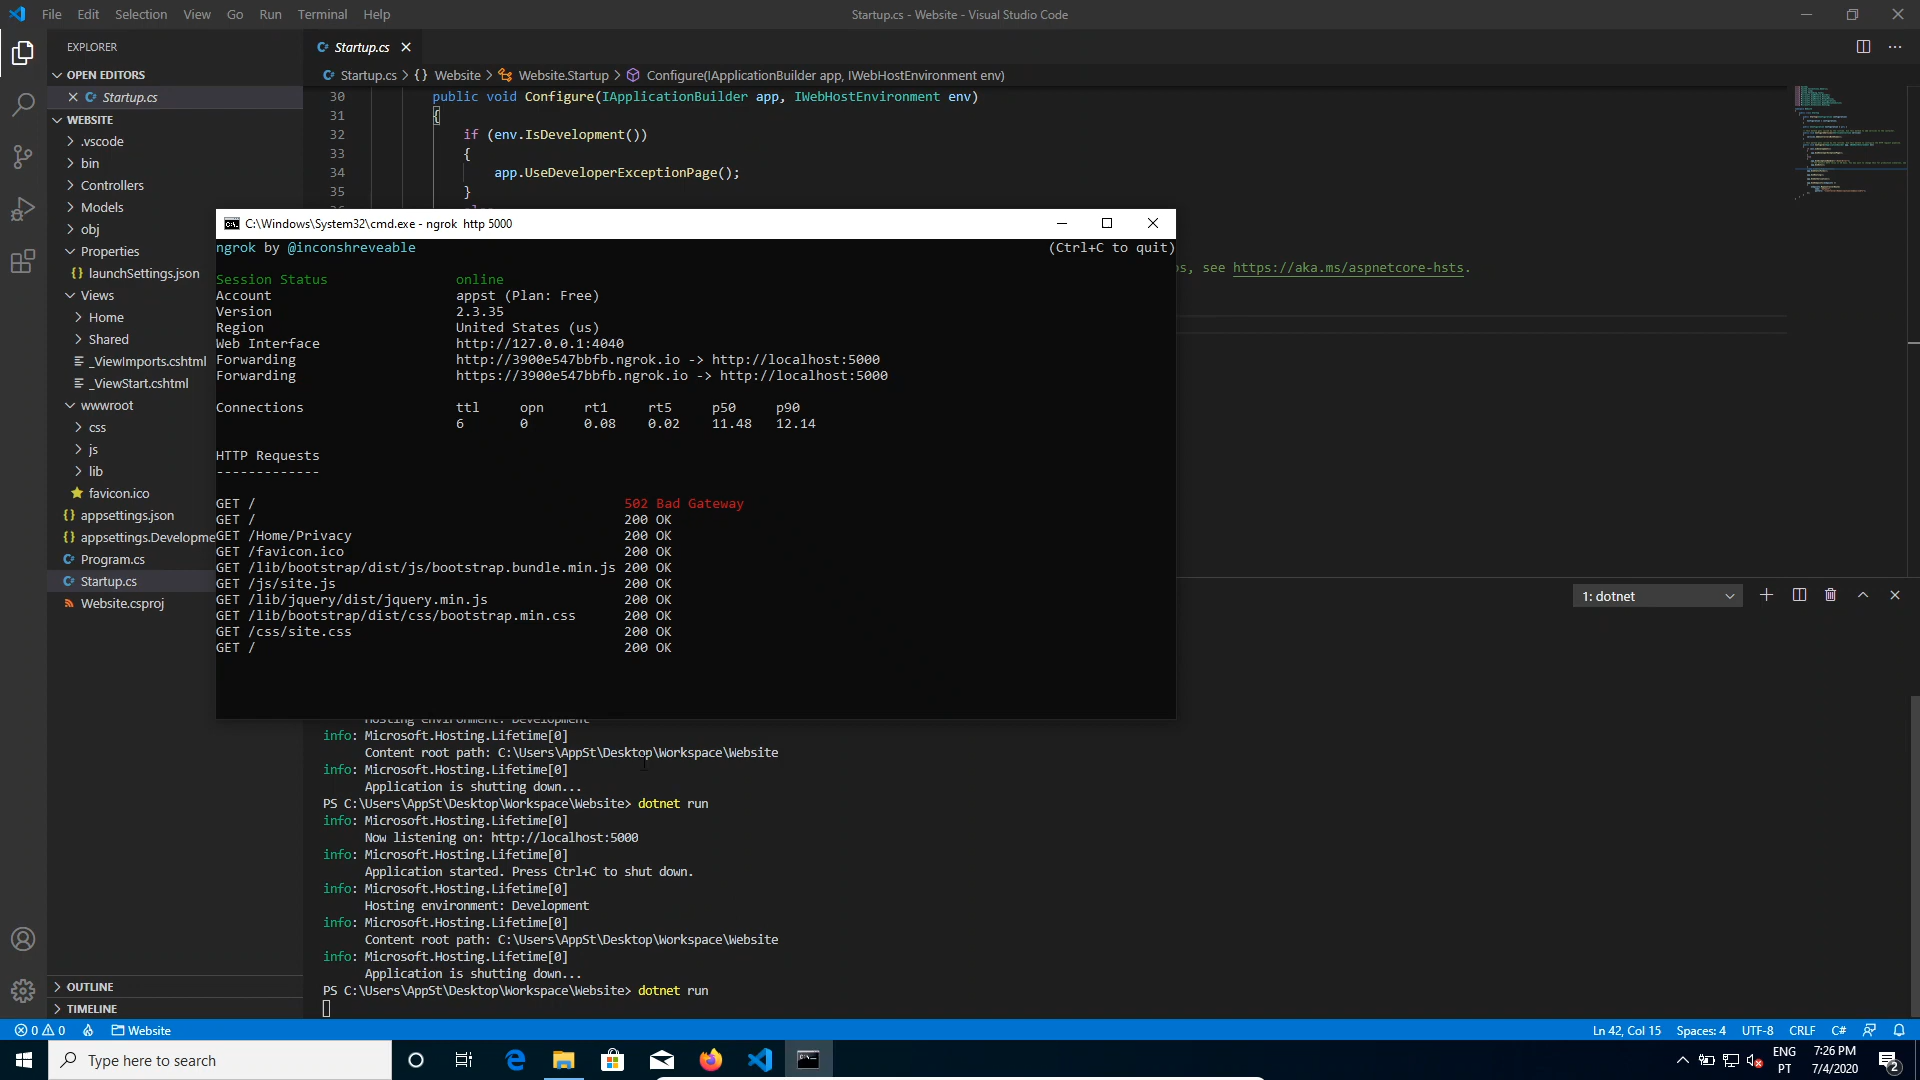 File Edit Selection View Go Run Terminal Help
Startup.cs - Website - Visual Studio Code
EXPLORER
OPEN EDITORS
Startup.cs
WEBSITE
.vscode
bin
Controllers
Models
obj
Properties
launchSettings.json
Views
Home
Shared
_ViewImports.cshtml
_ViewStart.cshtml
wwwroot
css
js
lib
favicon.ico
appsettings.json
appsettings.Developme
Program.cs
Startup.cs
Website.csproj
OUTLINE
TIMELINE
Startup.cs
Startup.cs > {} Website > Website.Startup > Configure(IApplicationBuilder app, IWebHostEnvironment env)
30 public void Configure(IApplicationBuilder app, IWebHostEnvironment env)
31 {
32 if (env.IsDevelopment())
33 {
34 app.UseDeveloperExceptionPage();
35 }
os, see https://aka.ms/aspnetcore-hsts.
C:\Windows\System32\cmd.exe - ngrok http 5000
ngrok by @inconshreveable (Ctrl+C to quit)
Session Status online
Account appst (Plan: Free)
Version 2.3.35
Region United States (us)
Web Interface http://127.0.0.1:4040
Forwarding http://3900e547bbfb.ngrok.io -> http://localhost:5000
Forwarding https://3900e547bbfb.ngrok.io -> http://localhost:5000
Connections ttl opn rt1 rt5 p50 p90
6 0 0.08 0.02 11.48 12.14
HTTP Requests
-------------
GET / 502 Bad Gateway
GET / 200 OK
GET /Home/Privacy 200 OK
GET /favicon.ico 200 OK
GET /lib/bootstrap/dist/js/bootstrap.bundle.min.js 200 OK
GET /js/site.js 200 OK
GET /lib/jquery/dist/jquery.min.js 200 OK
GET /lib/bootstrap/dist/css/bootstrap.min.css 200 OK
GET /css/site.css 200 OK
GET / 200 OK
1: dotnet
Hosting environment: Development
info: Microsoft.Hosting.Lifetime[0]
Content root path: C:\Users\AppSt\Desktop\Workspace\Website
info: Microsoft.Hosting.Lifetime[0]
Application is shutting down...
PS C:\Users\AppSt\Desktop\Workspace\Website> dotnet run
info: Microsoft.Hosting.Lifetime[0]
Now listening on: http://localhost:5000
info: Microsoft.Hosting.Lifetime[0]
Application started. Press Ctrl+C to shut down.
info: Microsoft.Hosting.Lifetime[0]
Hosting environment: Development
info: Microsoft.Hosting.Lifetime[0]
Content root path: C:\Users\AppSt\Desktop\Workspace\Website
info: Microsoft.Hosting.Lifetime[0]
Application is shutting down...
PS C:\Users\AppSt\Desktop\Workspace\Website> dotnet run
0 0 Website
Ln 42, Col 15 Spaces: 4 UTF-8 CRLF C#
Type here to search
ENG
PT
7:26 PM
7/4/2020
2